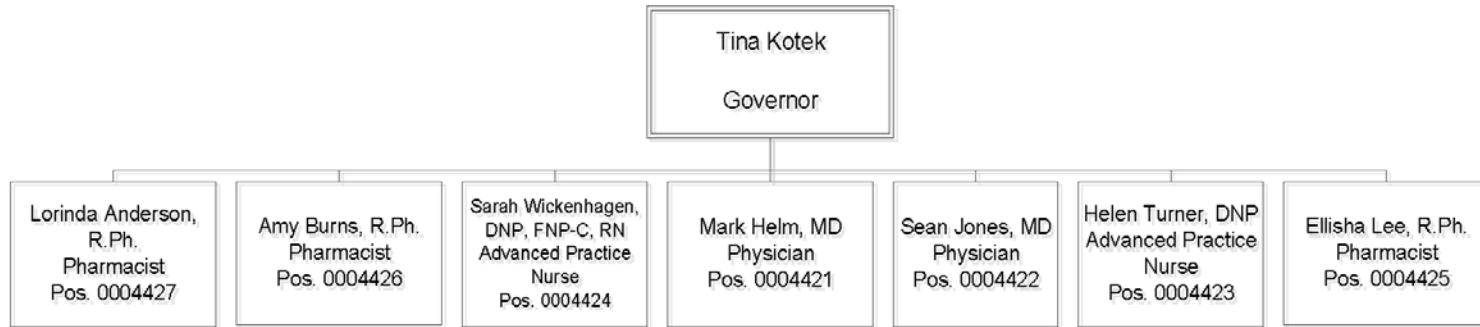 Tina Kotek
Governor
Lorinda Anderson,
R.Ph.
Pharmacist
Pos. 0004427
Amy Burns, R.Ph.
Pharmacist
Pos. 0004426
Sarah Wickenhagen,
DNP, FNP-C, RN
Advanced Practice
Nurse
Pos. 0004424
Mark Helm, MD
Physician
Pos. 0004421
Sean Jones, MD
Physician
Pos. 0004422
Helen Turner, DNP
Advanced Practice
Nurse
Pos. 0004423
Ellisha Lee, R.Ph.
Pharmacist
Pos. 0004425